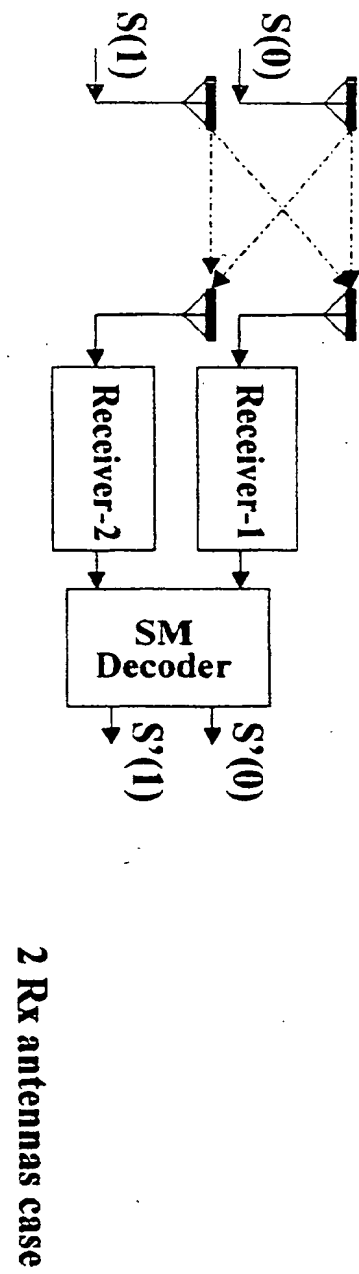 S(0)
S(1)
Receiver-1
Receiver-2
SM
Decoder
S'(0)
S'(1)
2 Rx antennas case